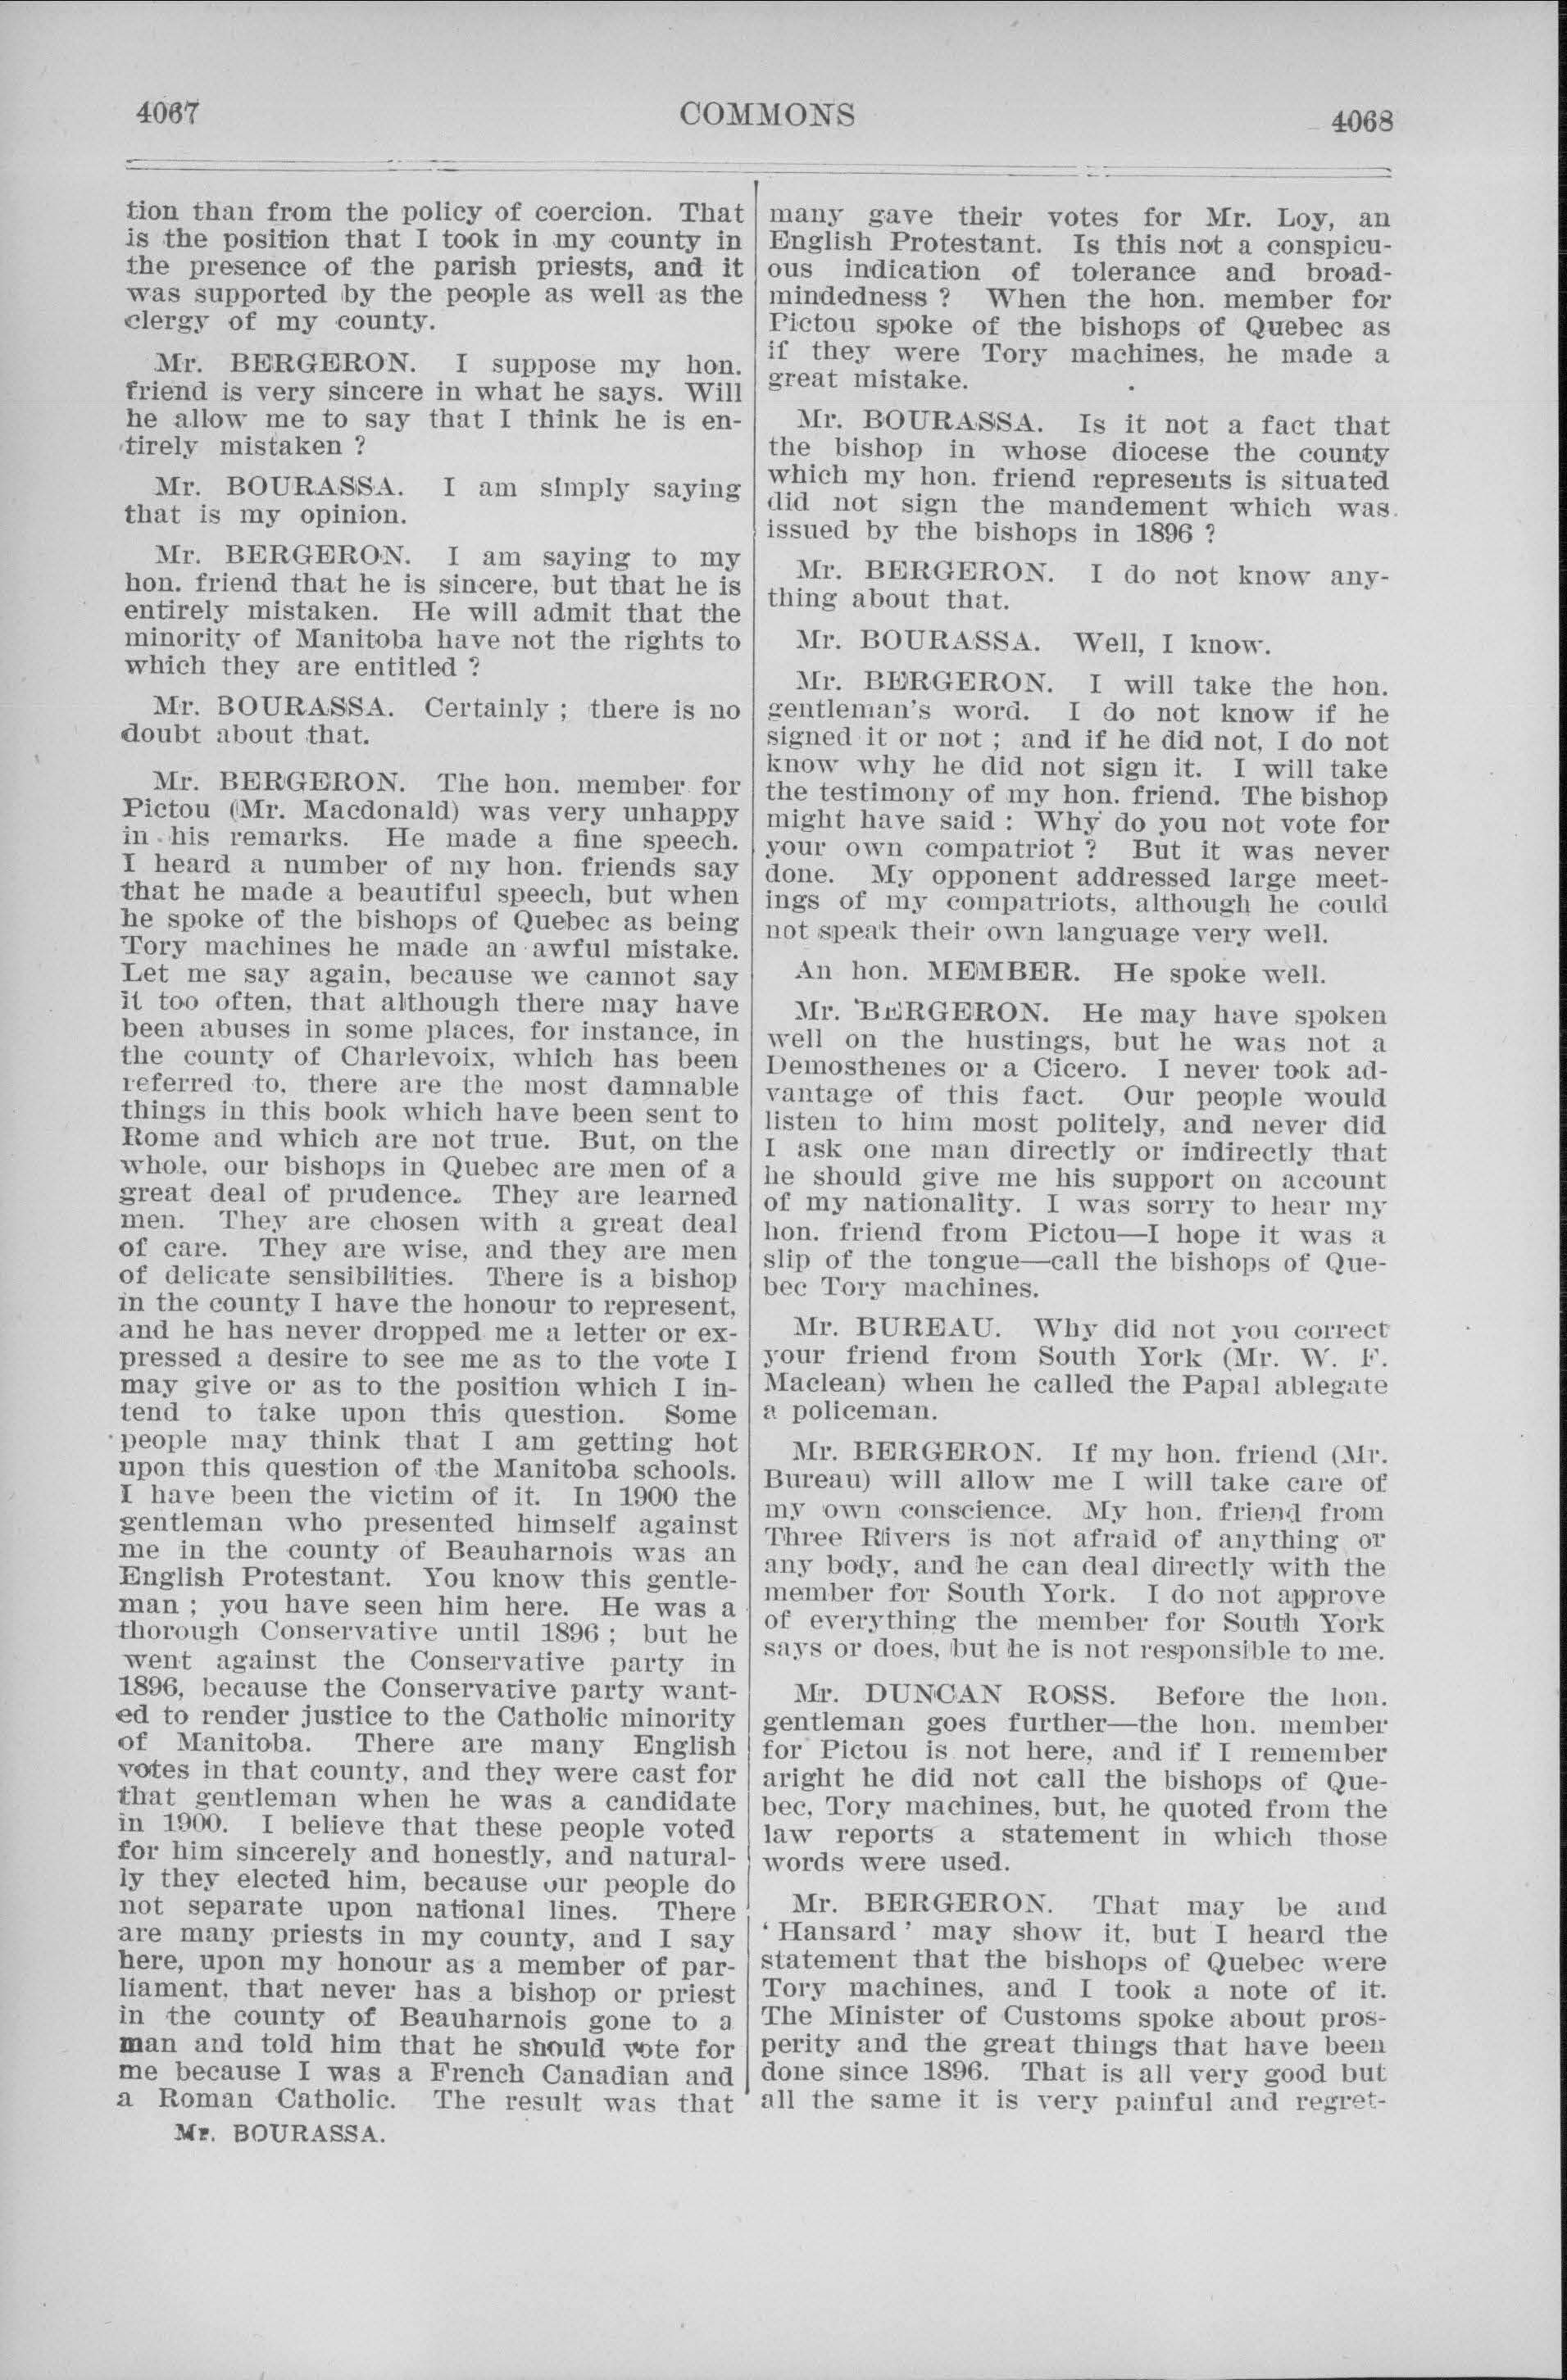 4067
COMMONS
4068
tion than from the policy of coercion. That
is the position that I took in my county in
the presence of the parish priests, and it
was supported by the people as well as the
clergy of my county.
Mr. BERGERON. I suppose my hon.
friend is very sincere in what he says. Will
he allow me to say that I think he is en-
tirely mistaken ?
Mr. BOURASSA. I am simply saying
that is my opinion.
Mr. BERGERON. I am saying to my
hon. friend that he is sincere, but that he is
entirely mistaken. He will admit that the
minority of Manitoba have not the rights to
which they are entitled ?
Mr. BOURASSA. Certainly ; there is no
doubt about that.
Mr. BERGERON. The hon. member for
Pictou (Mr. Macdonald) was very unhappy
in his remarks. He made a fine speech.
I heard a number of my hon. friends say
that he made a beautiful speech, but when
he spoke of the bishops of Quebec as being
Tory machines he made an awful mistake.
Let me say again, because we cannot say
it too often, that although there may have
been abuses in some places, for instance, in
the county of Charlevoix, which has been
referred to, there are the most damnable
things in this book which have been sent to
Rome and which are not true. But, on the
whole, our bishops in Quebec are men of a
great deal of prudence. They are learned
men. They are chosen with a great deal
of care. They are wise, and they are men
of delicate sensibilities. There is a bishop
in the county I have the honour to represent,
and he has never dropped me a letter or ex-
pressed a desire to see me as to the vote I
may give or as to the position which I in-
tend to take upon this question. Some
people may think that I am getting hot
upon this question of the Manitoba schools.
I have been the victim of it. In 1900 the
gentleman who presented himself against
me in the county of Beauharnois was an
English Protestant. You know this gentle-
man ; you have seen him here. He was a
thorough Conservative until 1896 ; but he
went against the Conservative party in
1896, because the Conservative party want-
ed to render justice to the Catholic minority
of Manitoba. There are many English
votes in that county, and they were cast for
that gentleman when he was a candidate
in 1900. I believe that these people voted
for him sincerely and honestly, and natural-
ly they elected him, because our people do
not separate upon national lines. There
are many priests in my county, and I say
here, upon my honour as a member of par-
liament, that never has a bishop or priest
in the county of Beauharnois gone to a
man and told him that he should vote for
me because I was a French Canadian and
a Roman Catholic. The result was that
Mr. BOURASSA.
many gave their votes for Mr. Loy, an
English Protestant. Is this not a conspicu-
ous indication of tolerance and broad-
mindedness ? When the hon. member for
Pictou spoke of the bishops of Quebec as
if they were Tory machines, he made a
great mistake.
Mr. BOURASSA. Is it not a fact that
the bishop in whose diocese the county
which my hon. friend represents is situated
did not sign the mandement which was
issued by the bishops in 1896 ?
Mr. BERGERON. I do not know any-
thing about that.
Mr. BOURASSA. Well, I know.
Mr. BERGERON. I will take the hon.
gentleman's word. I do not know if he
signed it or not ; and if he did not, I do not
know why he did not sign it. I will take
the testimony of my hon. friend. The bishop
might have said : Why do you not vote for
your own compatriot ? But it was never
done. My opponent addressed large meet-
ings of my compatriots, although he could
not speak their own language very well.
An hon. MEMBER. He spoke well.
Mr. BERGERON. He may have spoken
well on the hustings, but he was not a
Demosthenes or a Cicero. I never took ad-
vantage of this fact. Our people would
listen to him most politely, and never did
I ask one man directly or indirectly that
he should give me his support on account
of my nationality. I was sorry to hear my
hon. friend from Pictou—I hope it was a
slip of the tongue—call the bishops of Que-
bec Tory machines.
Mr. BUREAU. Why did not you correct
your friend from South York (Mr. W. F.
Maclean) when he called the Papal ablegate
a policeman.
Mr. BERGERON. If my hon. friend (Mr.
Bureau) will allow me I will take care of
my own conscience. My hon. friend from
Three Rivers is not afraid of anything or
any body, and he can deal directly with the
member for South York. I do not approve
of everything the member for South York
says or does, but he is not responsible to me.
Mr. DUNCAN ROSS. Before the hon.
gentleman goes further—the hon. member
for Pictou is not here, and if I remember
aright he did not call the bishops of Que-
bec, Tory machines, but, he quoted from the
law reports a statement in which those
words were used.
Mr. BERGERON. That may be and
' Hansard ' may show it, but I heard the
statement that the bishops of Quebec were
Tory machines, and I took a note of it.
The Minister of Customs spoke about pros-
perity and the great things that have been
done since 1896. That is all very good but
all the same it is very painful and regret-